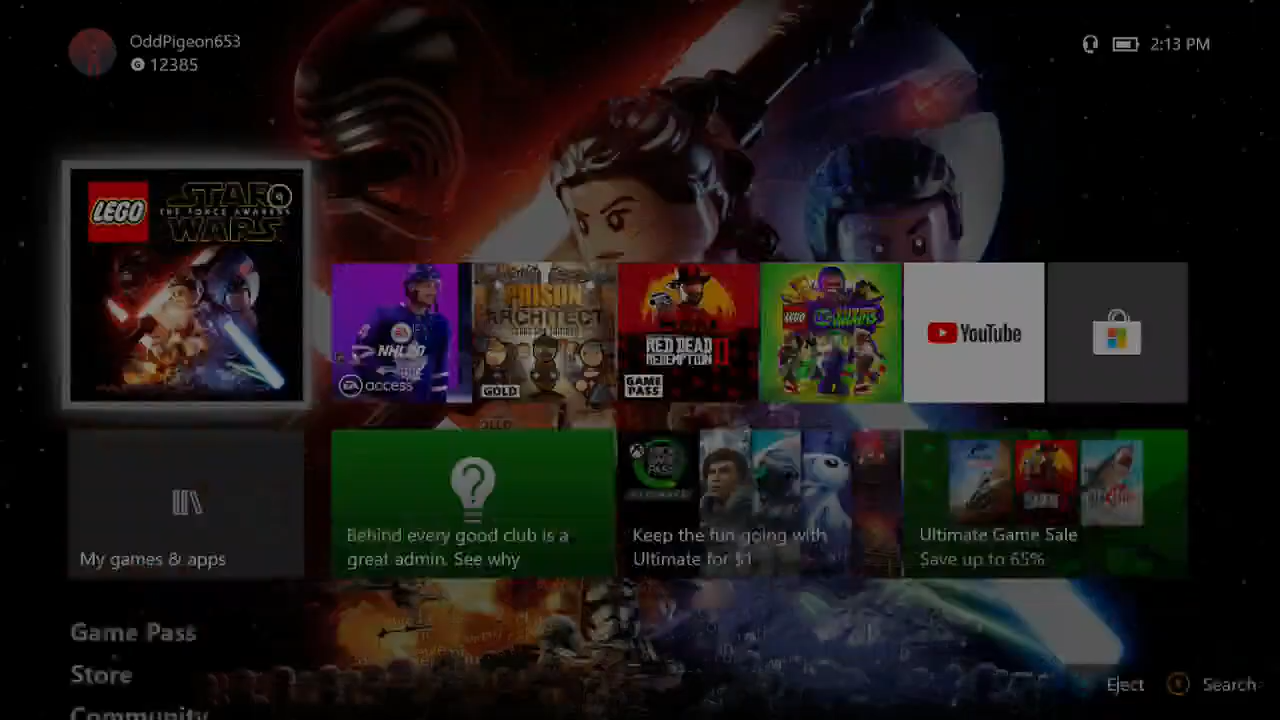 OddPigeon653
G 12385
2:13 PM
LEGO
STAR
THE FORCE AWAKENS
WARS
NHL 20
EA access
PRISON
ARCHITECT
GOLD
RED DEAD
REDEMPTION II
GAME
PASS
LEGO
YouTube
My games & apps
Behind every good club is a
great admin. See why
Keep the fun going with
Ultimate for $1
Ultimate Game Sale
Save up to 65%
Game Pass
Store
Community
Eject
Y
Search